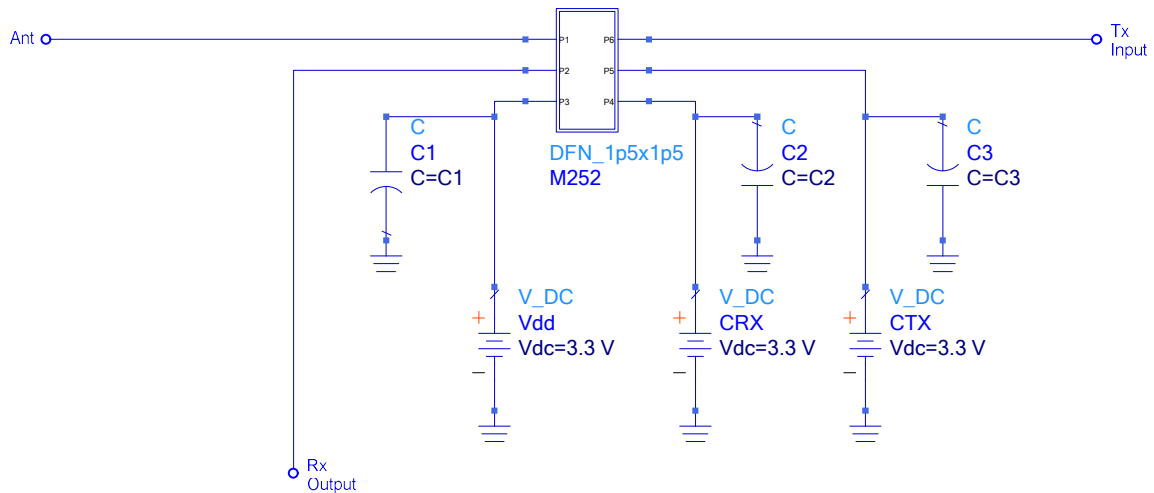 Ant
P1
P6
Tx
Input
P2
P5
P3
P4
C
C1
C=C1
DFN_1p5x1p5
M252
C
C2
C=C2
C
C3
C=C3
+
V_DC
Vdd
Vdc=3.3 V
−
+
V_DC
CRX
Vdc=3.3 V
−
+
V_DC
CTX
Vdc=3.3 V
−
Rx
Output